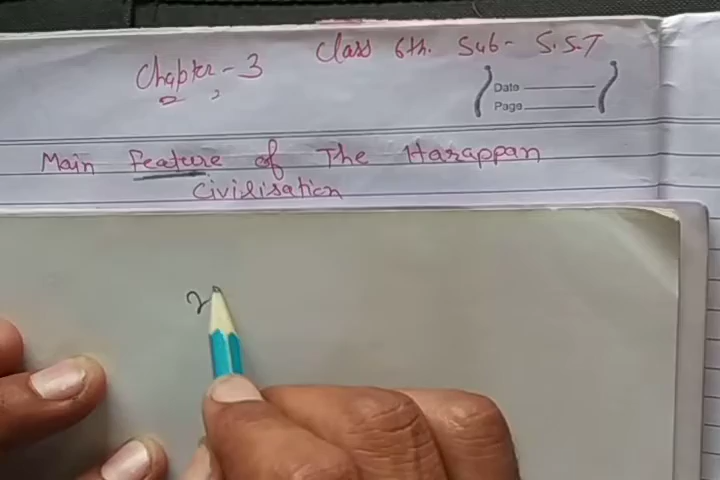 Chapter - 3 Class 6th. Sub - S.S.T
Date
Page
Main Feature of The Harappan
Civilisation